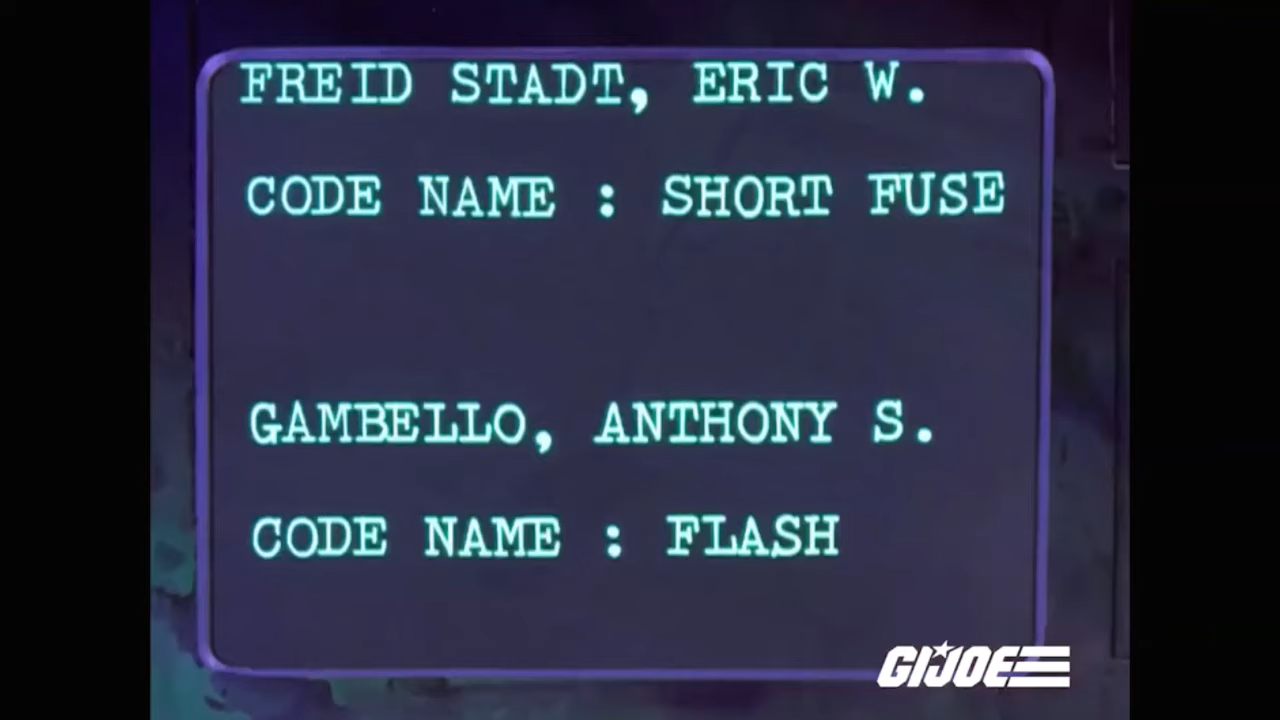 FREID STADT, ERIC W.
CODE NAME : SHORT FUSE
GAMBELLO, ANTHONY S.
CODE NAME : FLASH
GIJOE